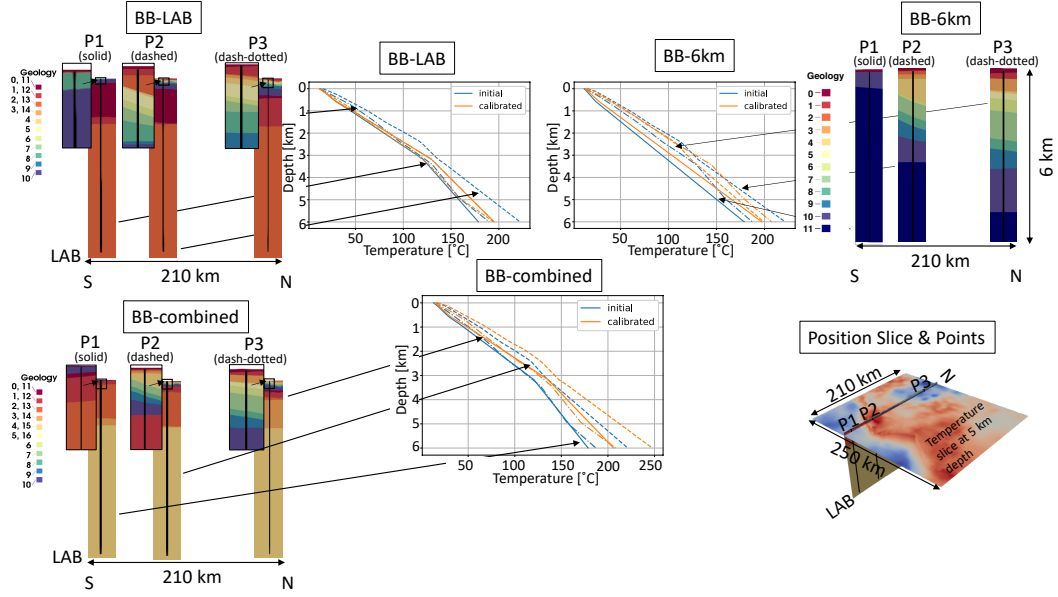 BB-LAB
P1
(solid)
P2
(dashed)
P3
(dash-dotted)
Geology
0, 11
1, 12
2, 13
3, 14
4
5
6
7
8
9
10
LAB
210 km
S
N
BB-LAB
initial
calibrated
0
1
2
3
4
5
6
Depth [km]
50
100
150
200
Temperature [˚C]
BB-6km
initial
calibrated
0
1
2
3
4
5
6
Depth [km]
50
100
150
200
Temperature [˚C]
BB-6km
P1
(solid)
P2
(dashed)
P3
(dash-dotted)
Geology
0
1
2
3
4
5
6
7
8
9
10
11
6 km
210 km
S
N
BB-combined
P1
(solid)
P2
(dashed)
P3
(dash-dotted)
Geology
0, 11
1, 12
2, 13
3, 14
4, 15
5, 16
6
7
8
9
10
LAB
210 km
S
N
BB-combined
initial
calibrated
0
1
2
3
4
5
6
Depth [km]
50
100
150
200
250
Temperature [˚C]
Position Slice & Points
210 km
N
P3
P1 P2
250 km
LAB
Temperature
slice at 5 km
depth